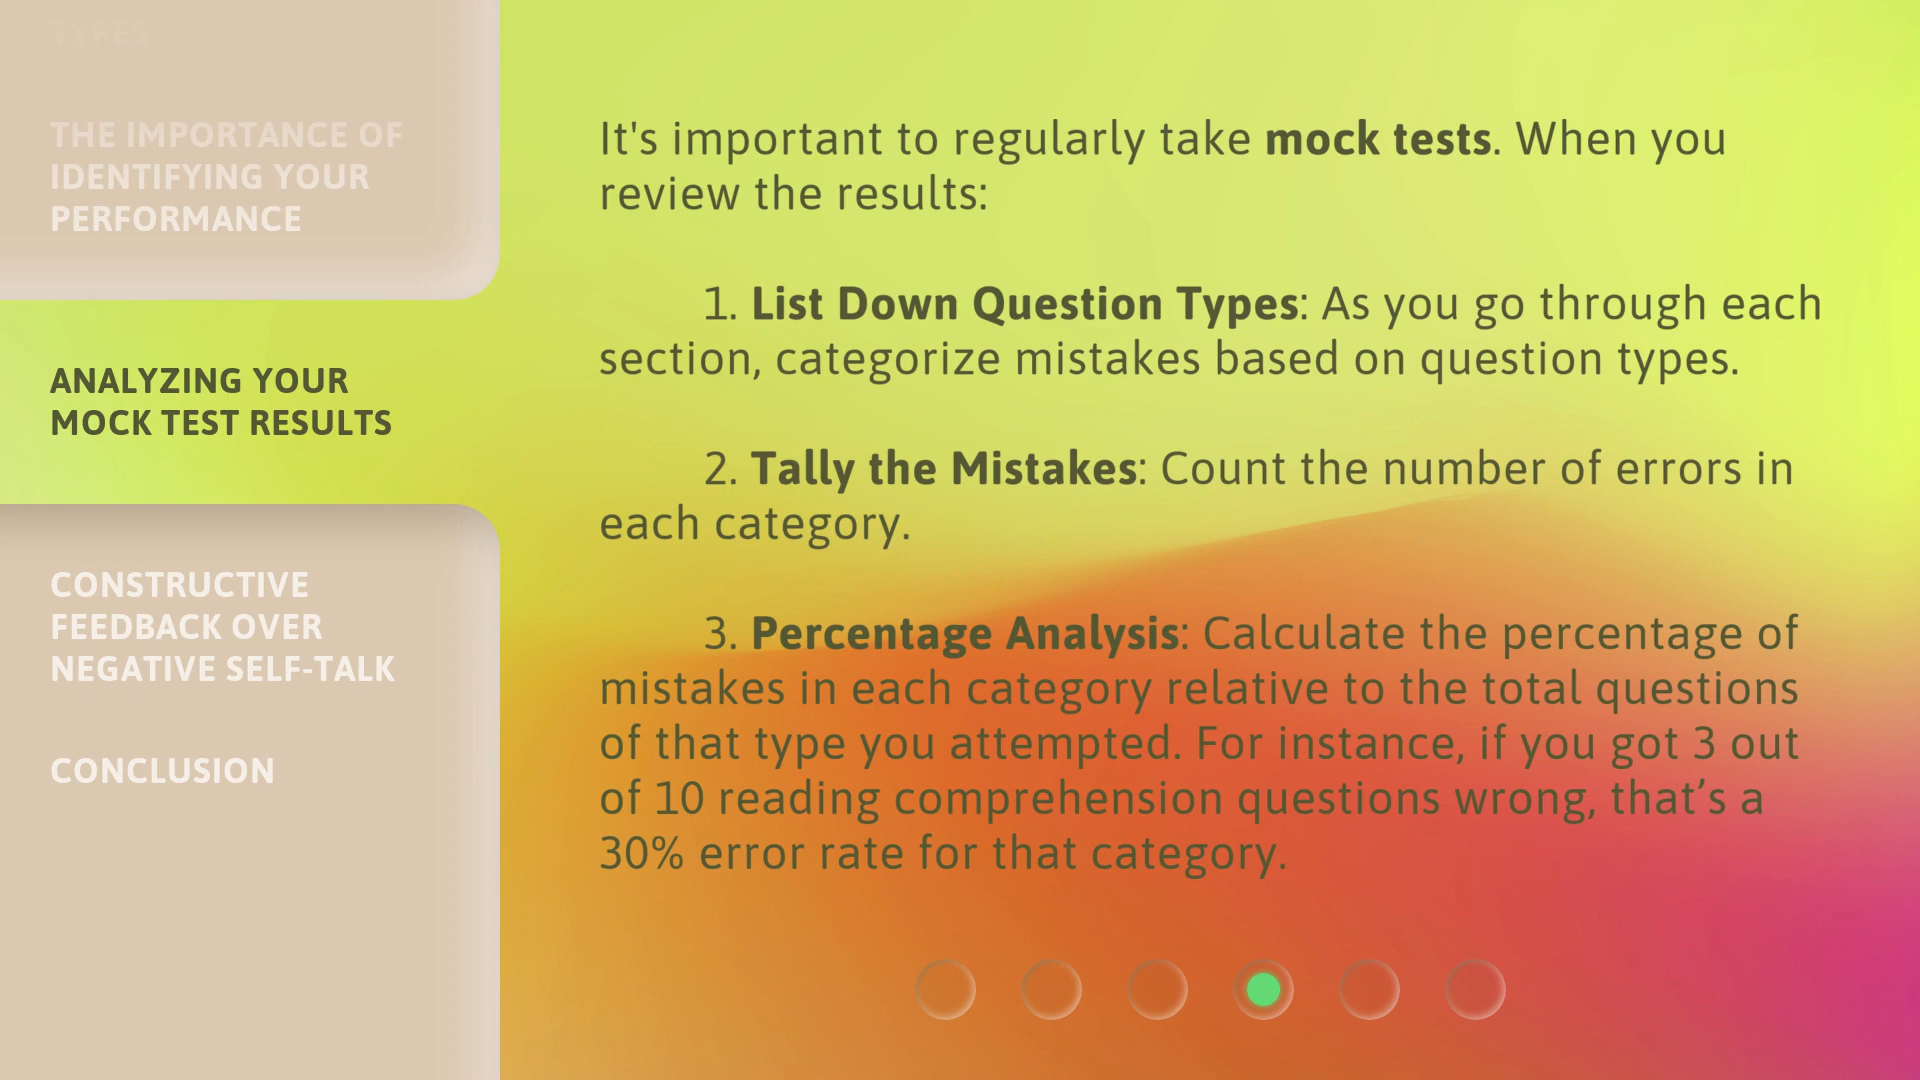 TYPES
THE IMPORTANCE OF
IDENTIFYING YOUR
PERFORMANCE
ANALYZING YOUR
MOCK TEST RESULTS
CONSTRUCTIVE
FEEDBACK OVER
NEGATIVE SELF-TALK
CONCLUSION
It's important to regularly take mock tests. When you
review the results:
1. List Down Question Types: As you go through each
section, categorize mistakes based on question types.
2. Tally the Mistakes: Count the number of errors in
each category.
3. Percentage Analysis: Calculate the percentage of
mistakes in each category relative to the total questions
of that type you attempted. For instance, if you got 3 out
of 10 reading comprehension questions wrong, that’s a
30% error rate for that category.